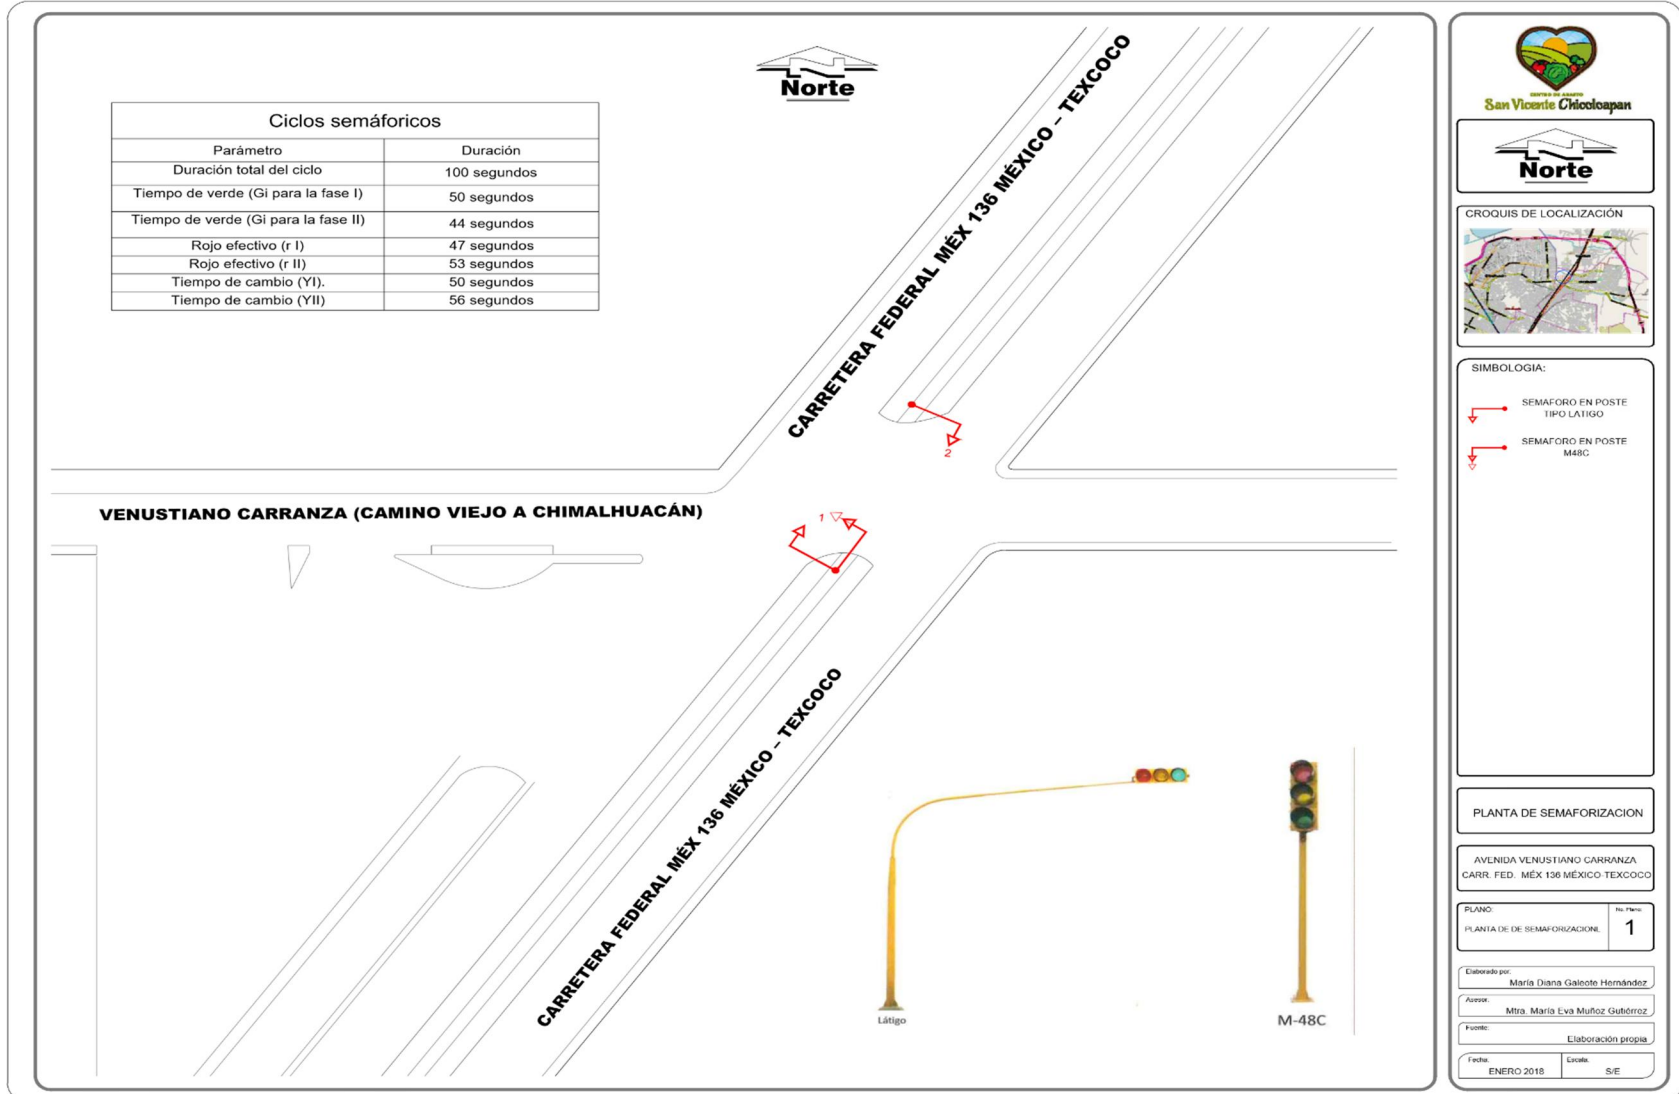 Norte
Ciclos semáforicos
Parámetro Duración
Duración total del ciclo 100 segundos
Tiempo de verde (Gi para la fase I) 50 segundos
Tiempo de verde (Gi para la fase II) 44 segundos
Rojo efectivo (r I) 47 segundos
Rojo efectivo (r II) 53 segundos
Tiempo de cambio (YI). 50 segundos
Tiempo de cambio (YII) 56 segundos
CARRETERA FEDERAL MÉX 136 MÉXICO - TEXCOCO
2
VENUSTIANO CARRANZA (CAMINO VIEJO A CHIMALHUACÁN)
1
CARRETERA FEDERAL MÉX 136 MÉXICO - TEXCOCO
Látigo
M-48C
CENTRO DE ABASTO
San Vicente Chicoloapan
Norte
CROQUIS DE LOCALIZACIÓN
SIMBOLOGIA:
SEMAFORO EN POSTE
TIPO LATIGO
SEMAFORO EN POSTE
M48C
PLANTA DE SEMAFORIZACION
AVENIDA VENUSTIANO CARRANZA
CARR. FED. MÉX 136 MÉXICO-TEXCOCO
PLANO: No. Plano:
PLANTA DE DE SEMAFORIZACIONL 1
Elaborado por:
María Diana Galeote Hernández
Asesor:
Mtra. María Eva Muñoz Gutiérrez
Fuente:
Elaboración propia
Fecha: Escala:
ENERO 2018 S/E